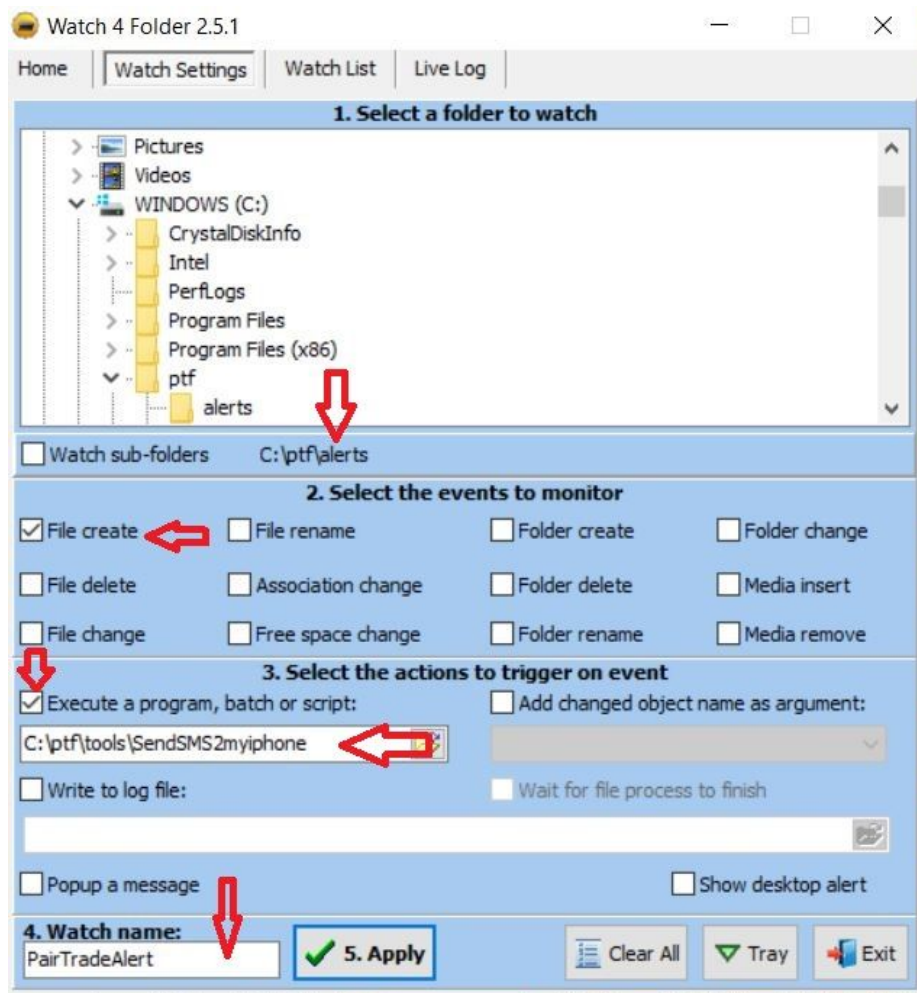 Watch 4 Folder 2.5.1
Home Watch Settings Watch List Live Log
1. Select a folder to watch
Pictures
Videos
WINDOWS (C:)
CrystalDiskInfo
Intel
PerfLogs
Program Files
Program Files (x86)
ptf
alerts
Watch sub-folders C:\ptf\alerts
2. Select the events to monitor
File create File rename Folder create Folder change
File delete Association change Folder delete Media insert
File change Free space change Folder rename Media remove
3. Select the actions to trigger on event
Execute a program, batch or script: Add changed object name as argument:
C:\ptf\tools\SendSMS2myiphone
Write to log file: Wait for file process to finish
Popup a message Show desktop alert
4. Watch name:
PairTradeAlert 5. Apply Clear All Tray Exit